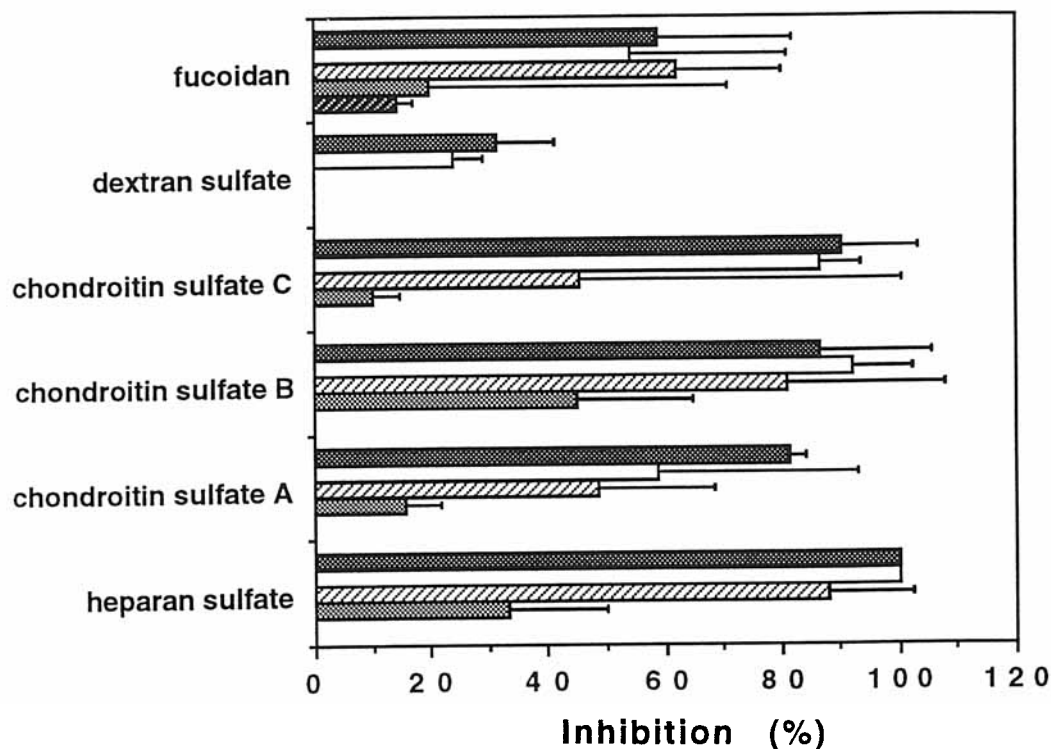 fucoidan
dextran sulfate
chondroitin sulfate C
chondroitin sulfate B
chondroitin sulfate A
heparan sulfate
0 20 40 60 80 100 120
Inhibition (%)